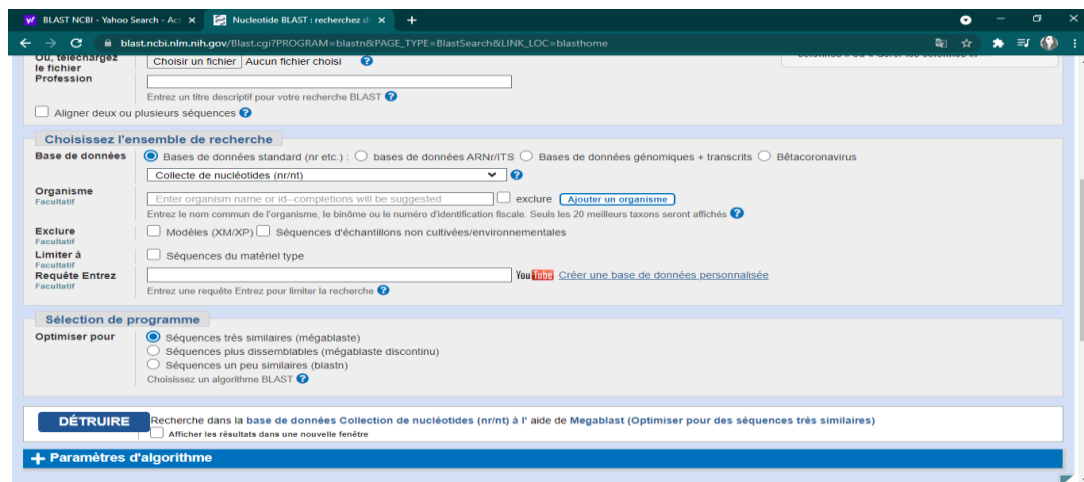 BLAST NCBI - Yahoo Search - Act
Nucleotide BLAST : recherchez de
blast.ncbi.nlm.nih.gov/Blast.cgi?PROGRAM=blastn&PAGE_TYPE=BlastSearch&LINK_LOC=blasthome
Ou, téléchargez le fichier
Choisir un fichier Aucun fichier choisi
Profession
Entrez un titre descriptif pour votre recherche BLAST
Aligner deux ou plusieurs séquences
Choisissez l'ensemble de recherche
Base de données Bases de données standard (nr etc.) : bases de données ARNr/ITS Bases de données génomiques + transcrits Bêtacoronavirus
Collecte de nucléotides (nr/nt)
Organisme
Facultatif
Enter organism name or id--completions will be suggested exclure Ajouter un organisme
Entrez le nom commun de l'organisme, le binôme ou le numéro d'identification fiscale. Seuls les 20 meilleurs taxons seront affichés
Exclure
Facultatif
Modèles (XM/XP) Séquences d'échantillons non cultivées/environnementales
Limiter à
Facultatif
Séquences du matériel type
Requête Entrez
Facultatif
YouTube Créer une base de données personnalisée
Entrez une requête Entrez pour limiter la recherche
Sélection de programme
Optimiser pour Séquences très similaires (mégablaste)
Séquences plus dissemblables (mégablaste discontinu)
Séquences un peu similaires (blastn)
Choisissez un algorithme BLAST
DÉTRUIRE Recherche dans la base de données Collection de nucléotides (nr/nt) à l' aide de Megablast (Optimiser pour des séquences très similaires)
Afficher les résultats dans une nouvelle fenêtre
+ Paramètres d'algorithme